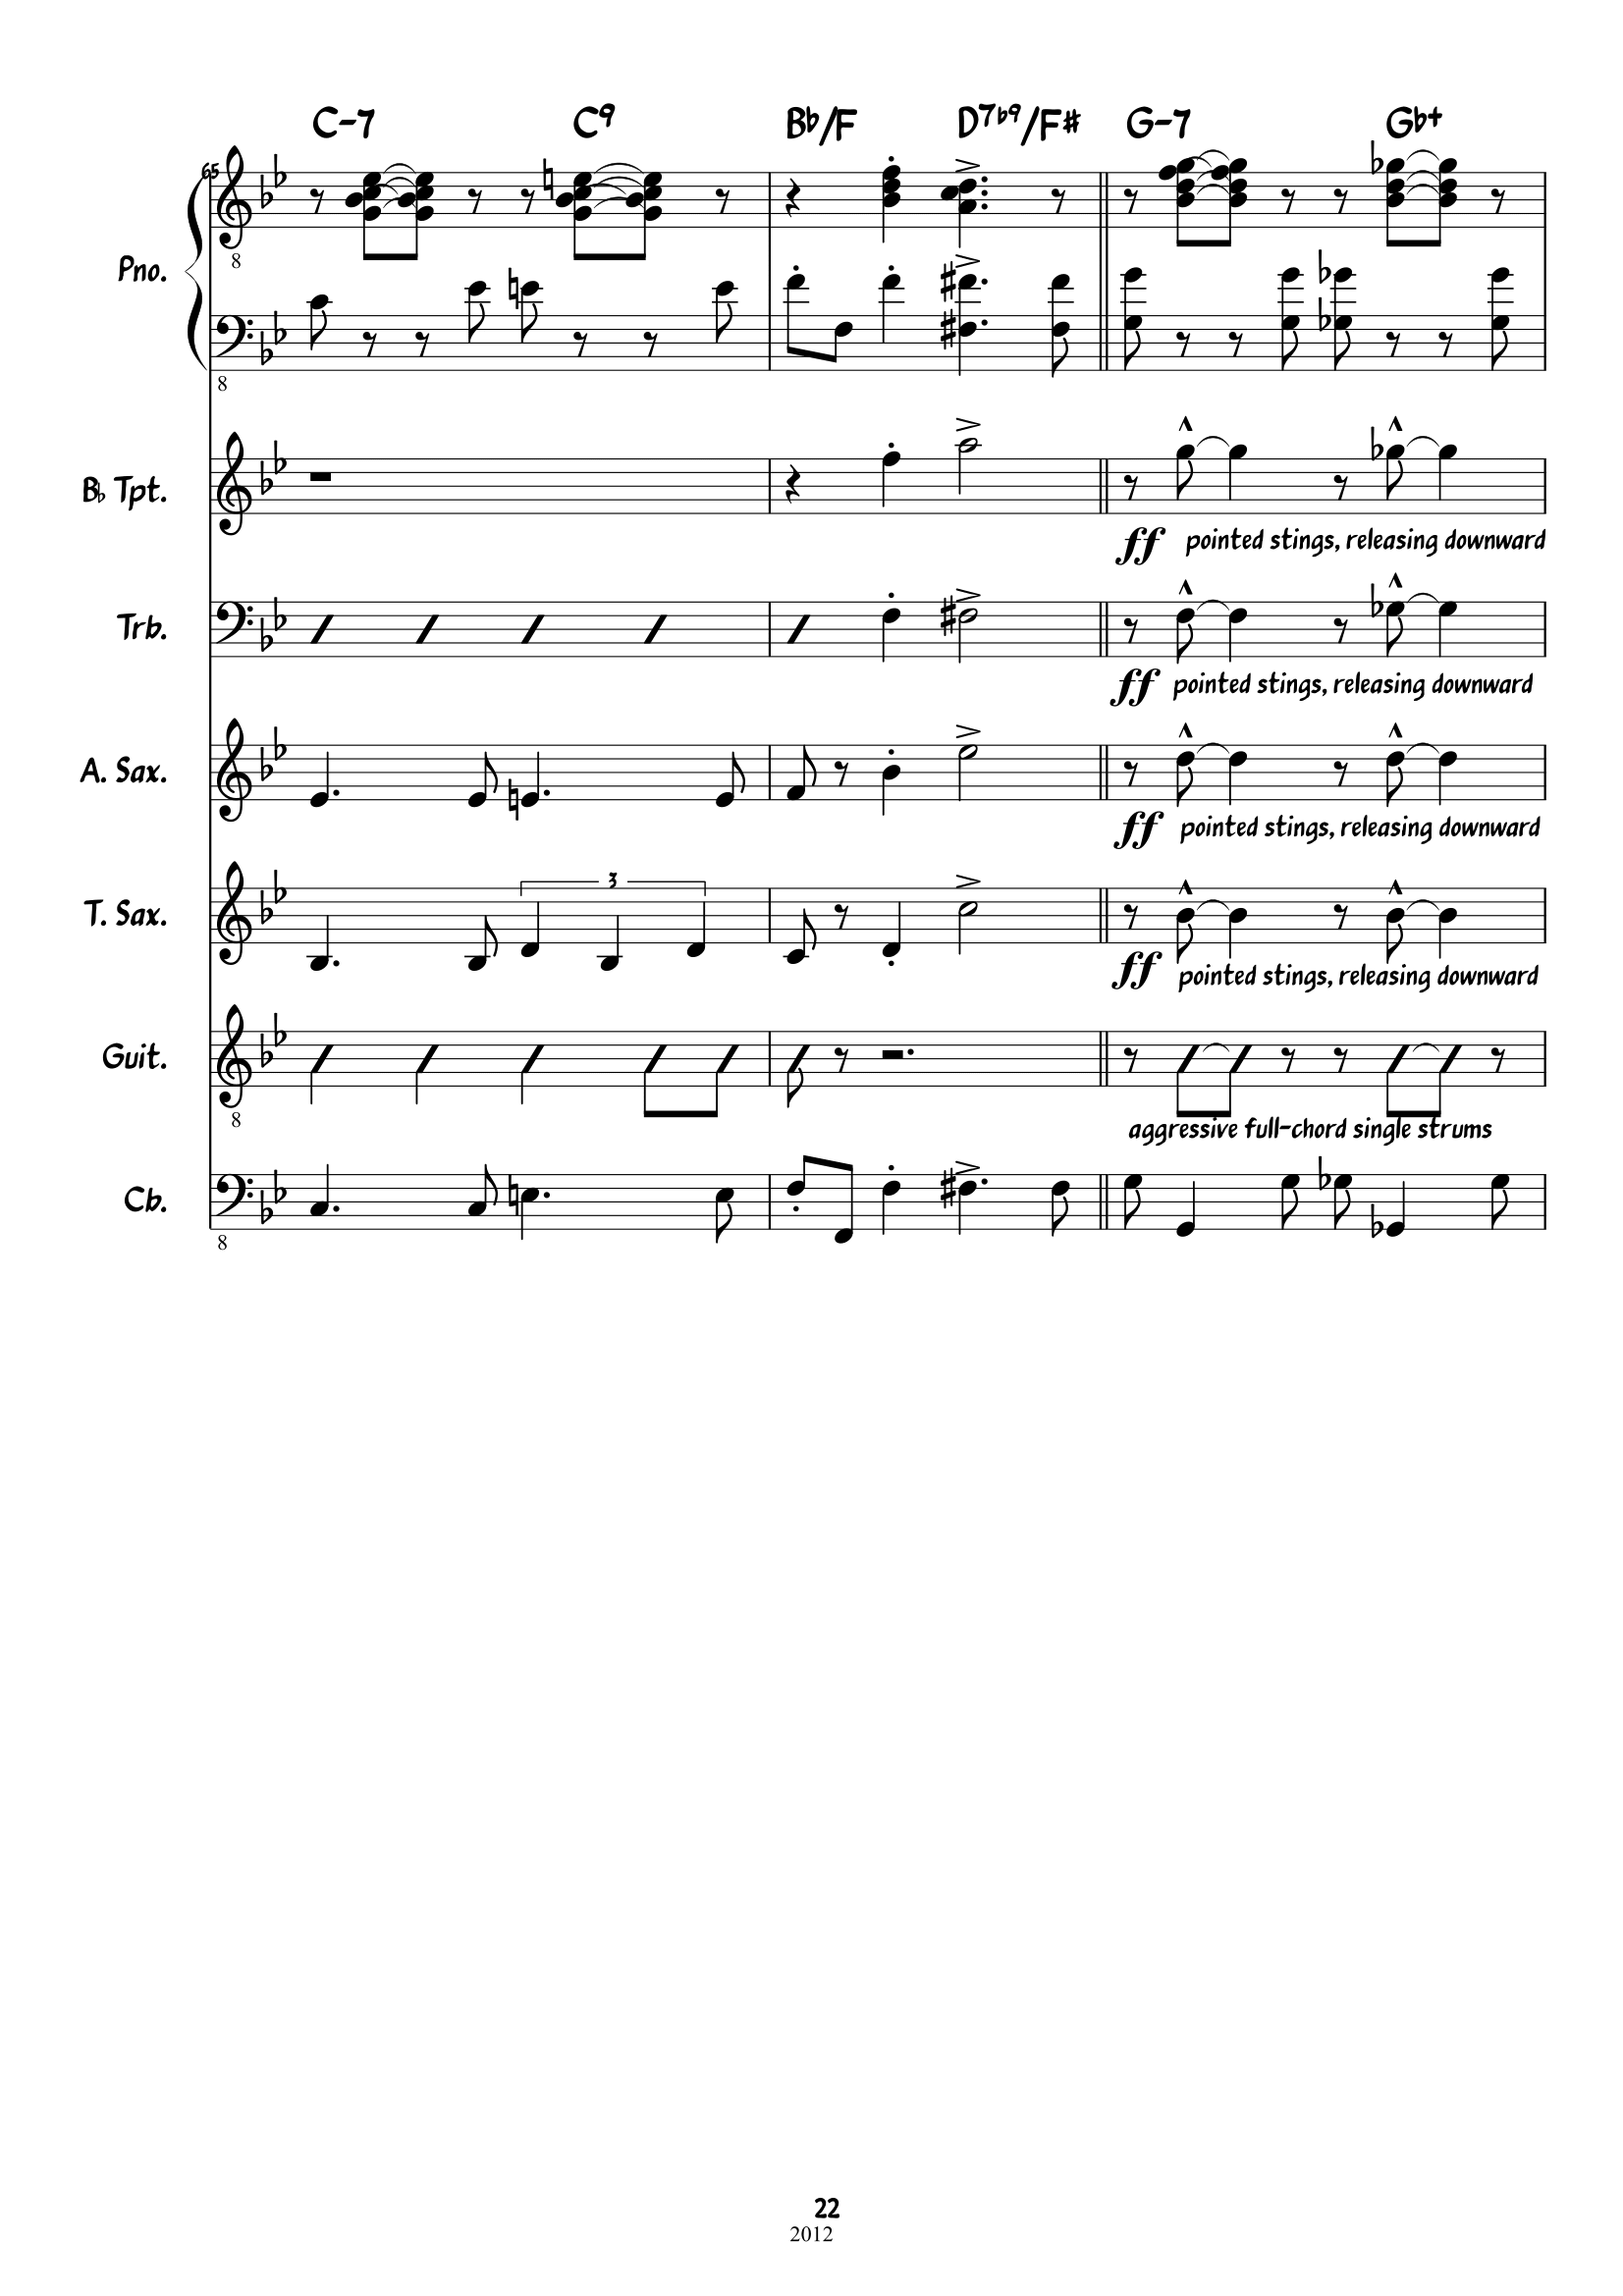 C-7 C9 B♭/F D7♭9/F# G-7 G♭+
65
8
Pno.
8
B♭ Tpt.
ff pointed stings, releasing downward
Trb.
ff pointed stings, releasing downward
A. Sax.
3
ff pointed stings, releasing downward
T. Sax.
ff pointed stings, releasing downward
Guit.
8
aggressive full-chord single strums
Cb.
8
22
2012